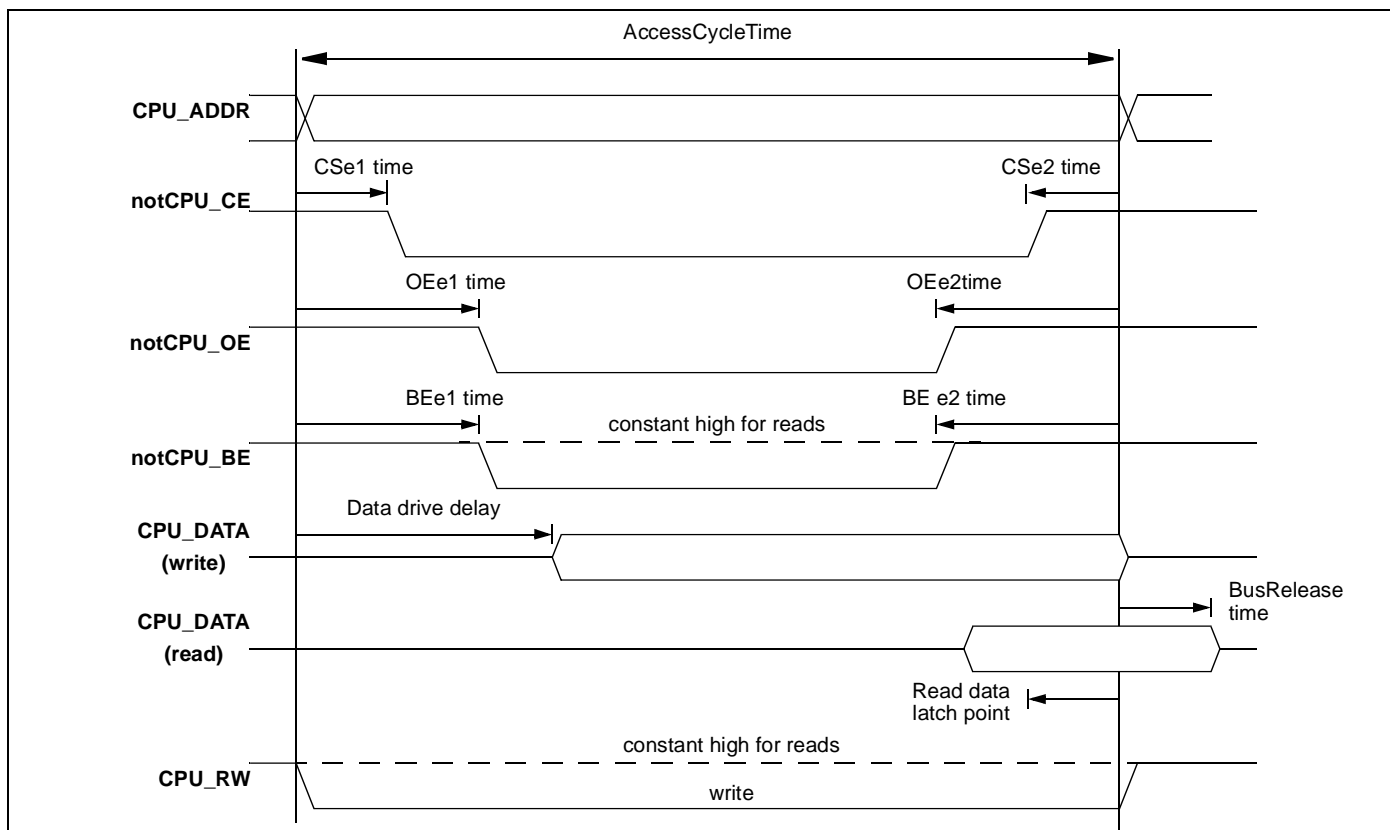 AccessCycleTime
CPU_ADDR
CSe1 time
CSe2 time
notCPU_CE
OEe1 time
OEe2time
notCPU_OE
BEe1 time
BE e2 time
constant high for reads
notCPU_BE
Data drive delay
CPU_DATA
(write)
BusRelease
time
CPU_DATA
(read)
Read data
latch point
constant high for reads
CPU_RW
write